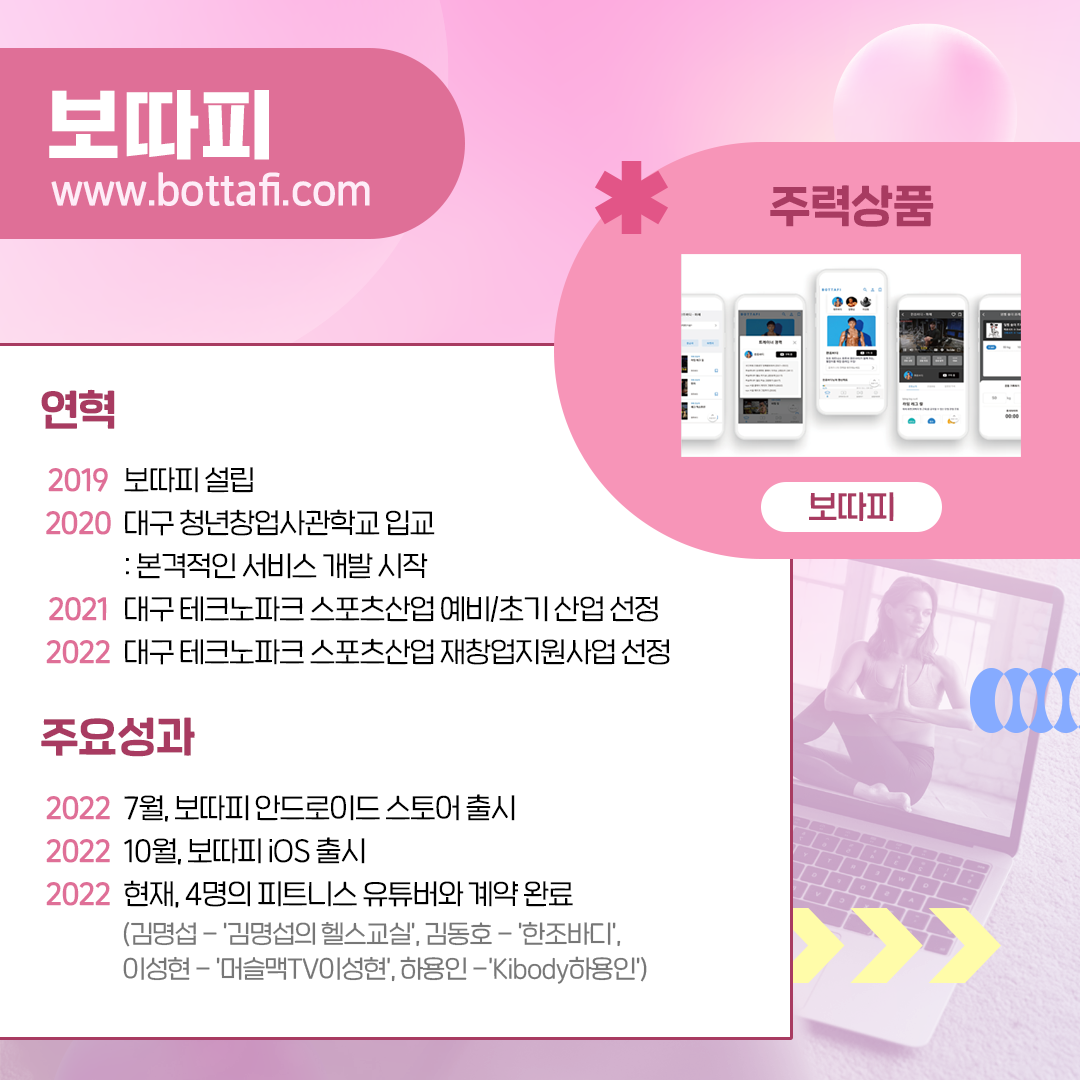 보따피
www.bottafi.com
주력상품
BOTTAFI
트레이너 정책
00:00
보따피
연혁
2019 보따피 설립
2020 대구 청년창업사관학교 입교
: 본격적인 서비스 개발 시작
2021 대구 테크노파크 스포츠산업 예비/초기 산업 선정
2022 대구 테크노파크 스포츠산업 재창업지원사업 선정
주요성과
2022 7월, 보따피 안드로이드 스토어 출시
2022 10월, 보따피 iOS 출시
2022 현재, 4명의 피트니스 유튜버와 계약 완료
(김명섭 – '김명섭의 헬스교실', 김동호 – '한조바디',
이성현 – '머슬맥TV이성현', 하용인 –'Kibody하용인')